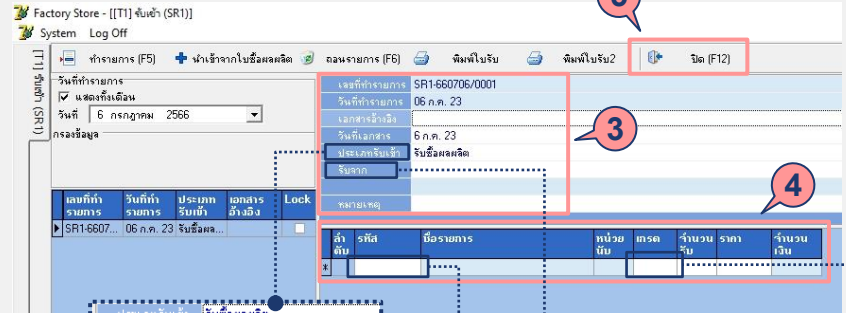 Factory Store - [[T1] รับเข้า (SR1)]
System Log Off
ทำรายการ (F5) นำเข้าจากใบซื้อผลผลิต ถอนรายการ (F6) พิมพ์ใบรับ พิมพ์ใบรับ2 ปิด (F12)
[T1] รับเข้า (SR1)
วันที่ทำรายการ
แสดงทั้งเดือน
วันที่ 6 กรกฎาคม 2566
กรองข้อมูล
เลขที่ทำรายการ SR1-660706/0001
วันที่ทำรายการ 06 ก.ค. 23
เอกสารอ้างอิง
วันที่เอกสาร 6 ก.ค. 23
ประเภทรับเข้า รับซื้อผลผลิต
รับจาก
หมายเหตุ
3
4
เลขที่ทำรายการ วันที่ทำรายการ ประเภทรับเข้า เอกสารอ้างอิง Lock
SR1-6607... 06 ก.ค. 23 รับซื้อผล...
ลำดับ รหัส ชื่อรายการ หน่วยนับ เกรด จำนวนรับ ราคา จำนวนเงิน